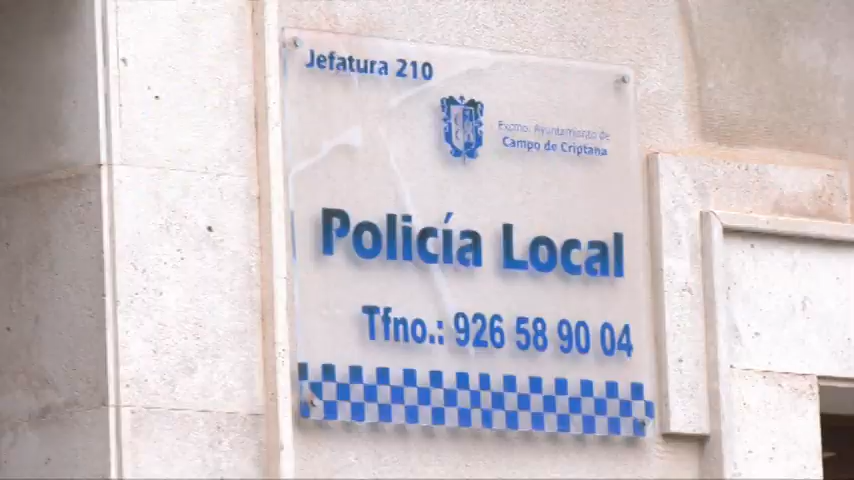 Jefatura 210
Excmo. Ayuntamiento de
Campo de Criptana
Policía Local
Tfno.: 926 58 90 04